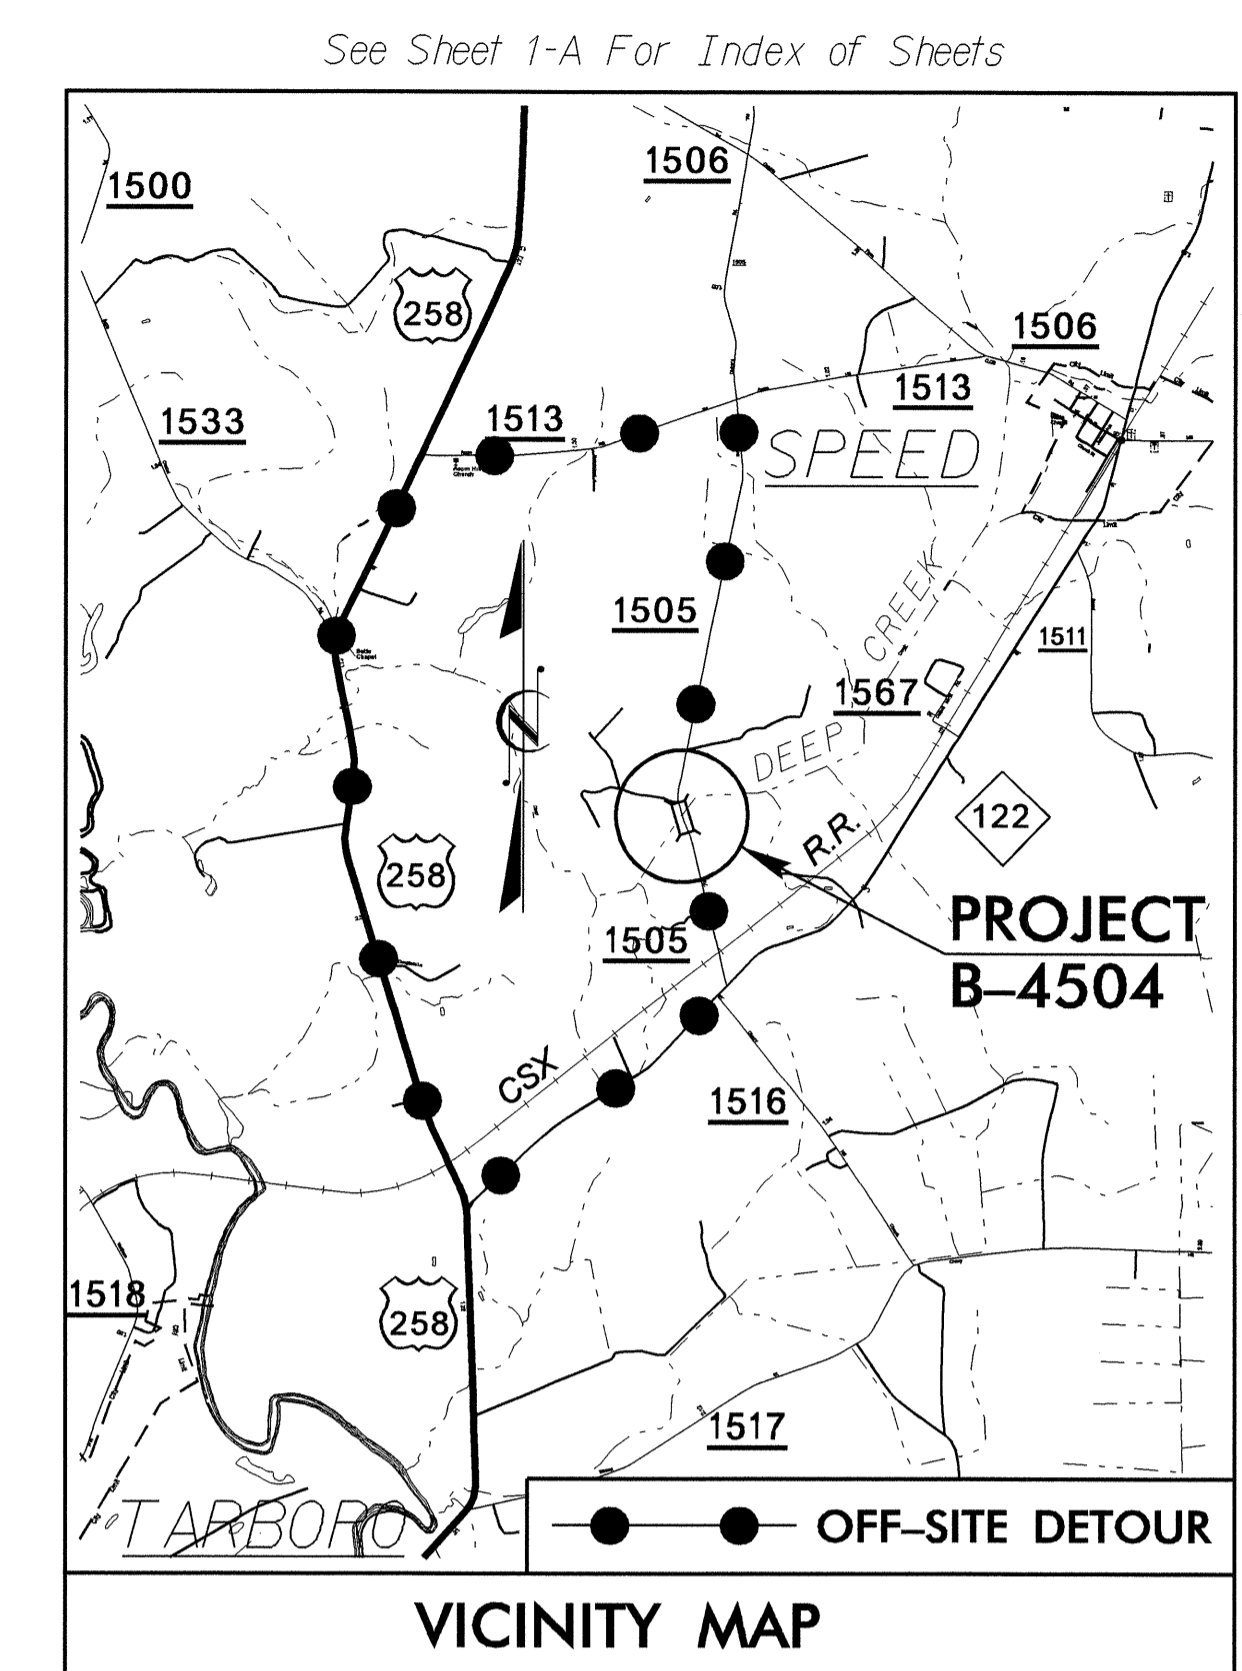 See Sheet 1-A For Index of Sheets
1506
1500
258
1506
1513
1533
1513
SPEED
1505
CREEK
1511
1567
DEEP
122
R.R.
258
PROJECT
1505
B-4504
CSX
1516
1518
258
1517
TARBORO
OFF-SITE DETOUR
VICINITY MAP